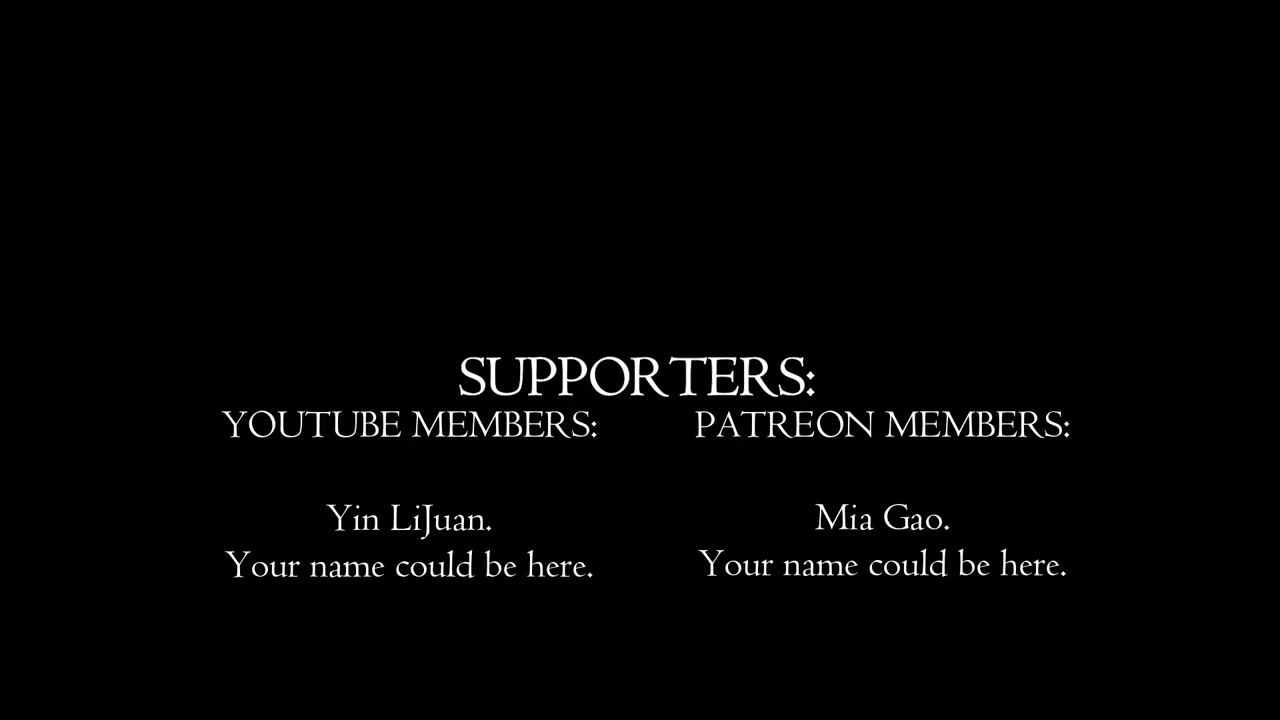 SUPPORTERS:
YOUTUBE MEMBERS:
Yin LiJuan.
Your name could be here.
PATREON MEMBERS:
Mia Gao.
Your name could be here.